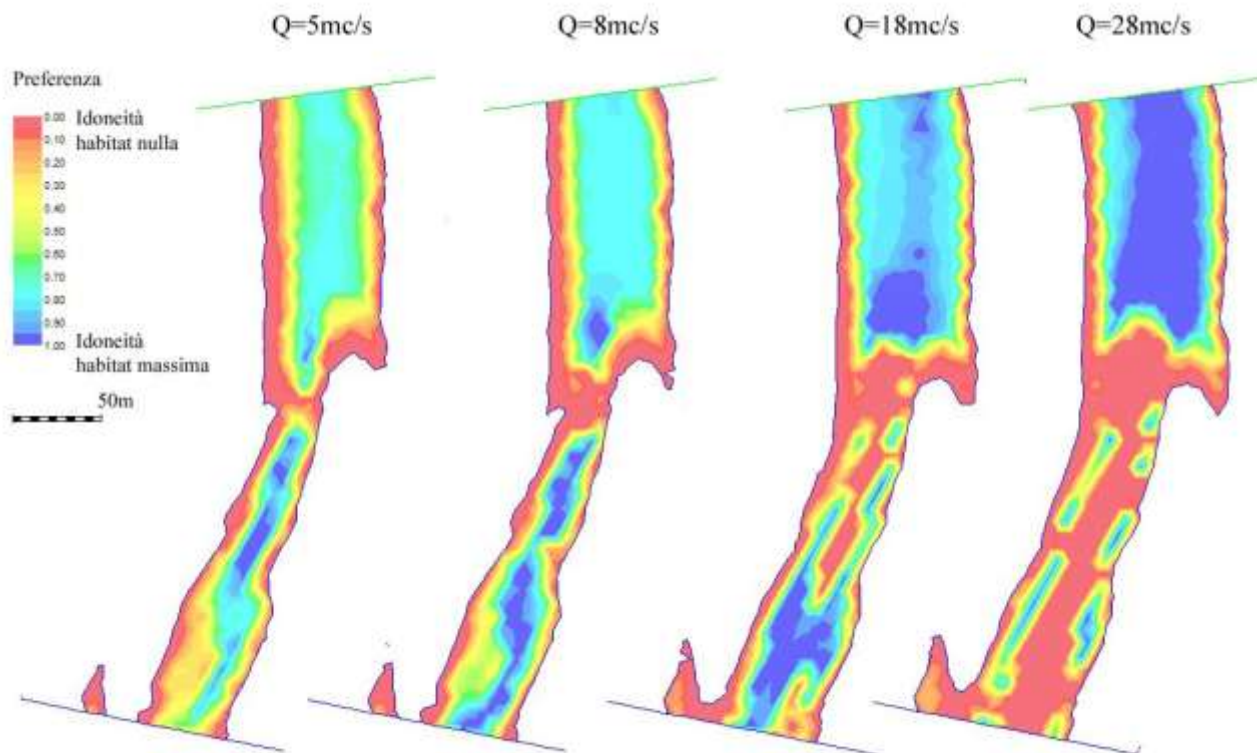 Q=5mc/s
Q=8mc/s
Q=18mc/s
Q=28mc/s
Preferenza
0.00
0.10
0.20
0.30
0.40
0.50
0.60
0.70
0.80
0.90
1.00
Idoneità
habitat nulla
Idoneità
habitat massima
50m